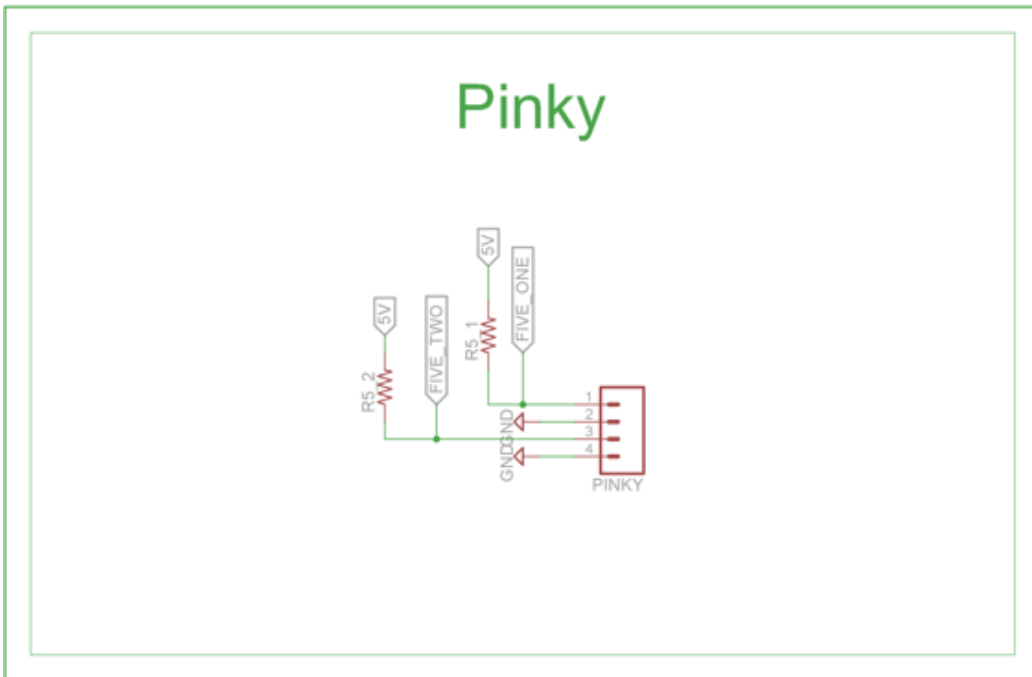 Pinky
5V
FIVE_ONE
5V
FIVE_TWO
R5_1
R5_2
1
GND
2
3
GND
4
PINKY